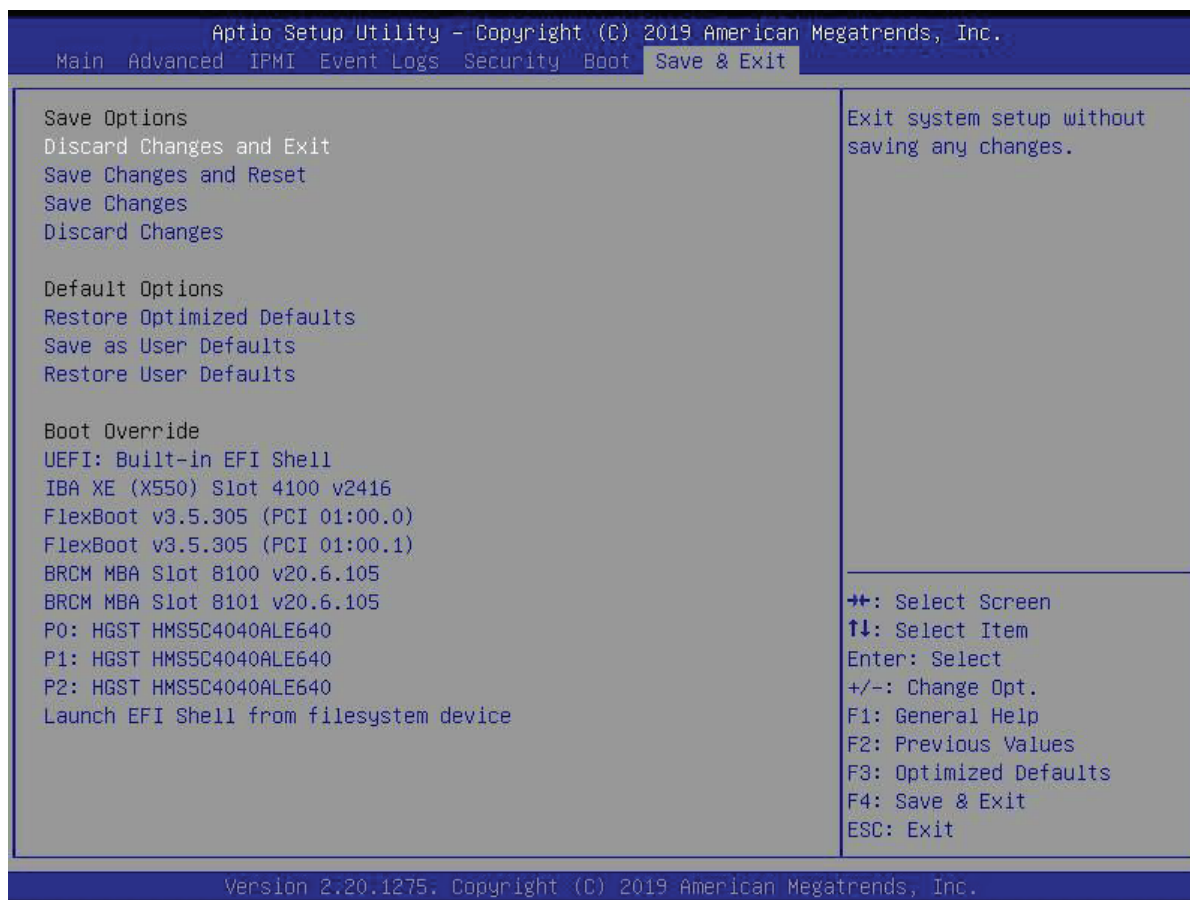 Aptio Setup Utility – Copyright (C) 2019 American Megatrends, Inc.
Main Advanced IPMI Event Logs Security Boot Save & Exit
Save Options
Discard Changes and Exit
Save Changes and Reset
Save Changes
Discard Changes
Default Options
Restore Optimized Defaults
Save as User Defaults
Restore User Defaults
Boot Override
UEFI: Built-in EFI Shell
IBA XE (X550) Slot 4100 v2416
FlexBoot v3.5.305 (PCI 01:00.0)
FlexBoot v3.5.305 (PCI 01:00.1)
BRCM MBA Slot 8100 v20.6.105
BRCM MBA Slot 8101 v20.6.105
P0: HGST HMS5C4040ALE640
P1: HGST HMS5C4040ALE640
P2: HGST HMS5C4040ALE640
Launch EFI Shell from filesystem device
Exit system setup without
saving any changes.
→←: Select Screen
↑↓: Select Item
Enter: Select
+/-: Change Opt.
F1: General Help
F2: Previous Values
F3: Optimized Defaults
F4: Save & Exit
ESC: Exit
Version 2.20.1275. Copyright (C) 2019 American Megatrends, Inc.